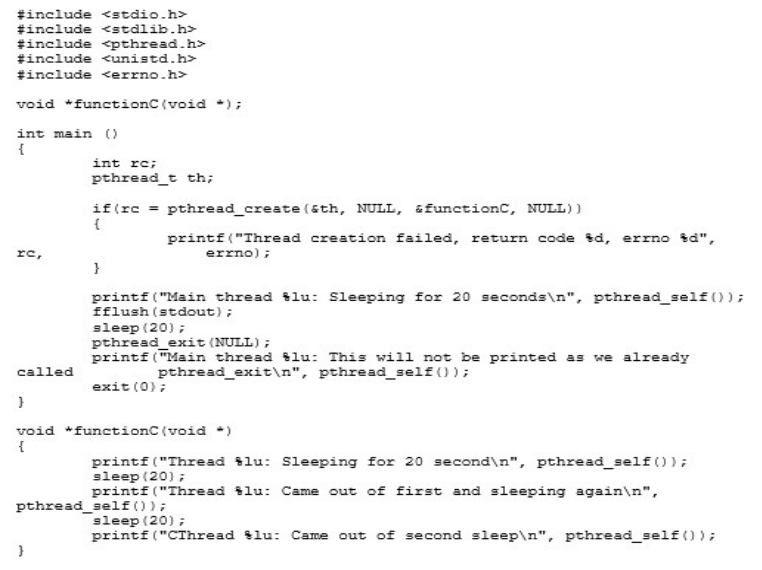 #include <stdio.h>
#include <stdlib.h>
#include <pthread.h>
#include <unistd.h>
#include <errno.h>

void *functionC(void *);

int main ()
{
        int rc;
        pthread_t th;

        if(rc = pthread_create(&th, NULL, &functionC, NULL))
        {
                printf("Thread creation failed, return code %d, errno %d",
rc,                 errno);
        }

        printf("Main thread %lu: Sleeping for 20 seconds\n", pthread_self());
        fflush(stdout);
        sleep(20);
        pthread_exit(NULL);
        printf("Main thread %lu: This will not be printed as we already
called         pthread_exit\n", pthread_self());
        exit(0);
}

void *functionC(void *)
{
        printf("Thread %lu: Sleeping for 20 second\n", pthread_self());
        sleep(20);
        printf("Thread %lu: Came out of first and sleeping again\n",
pthread_self());
        sleep(20);
        printf("CThread %lu: Came out of second sleep\n", pthread_self());
}